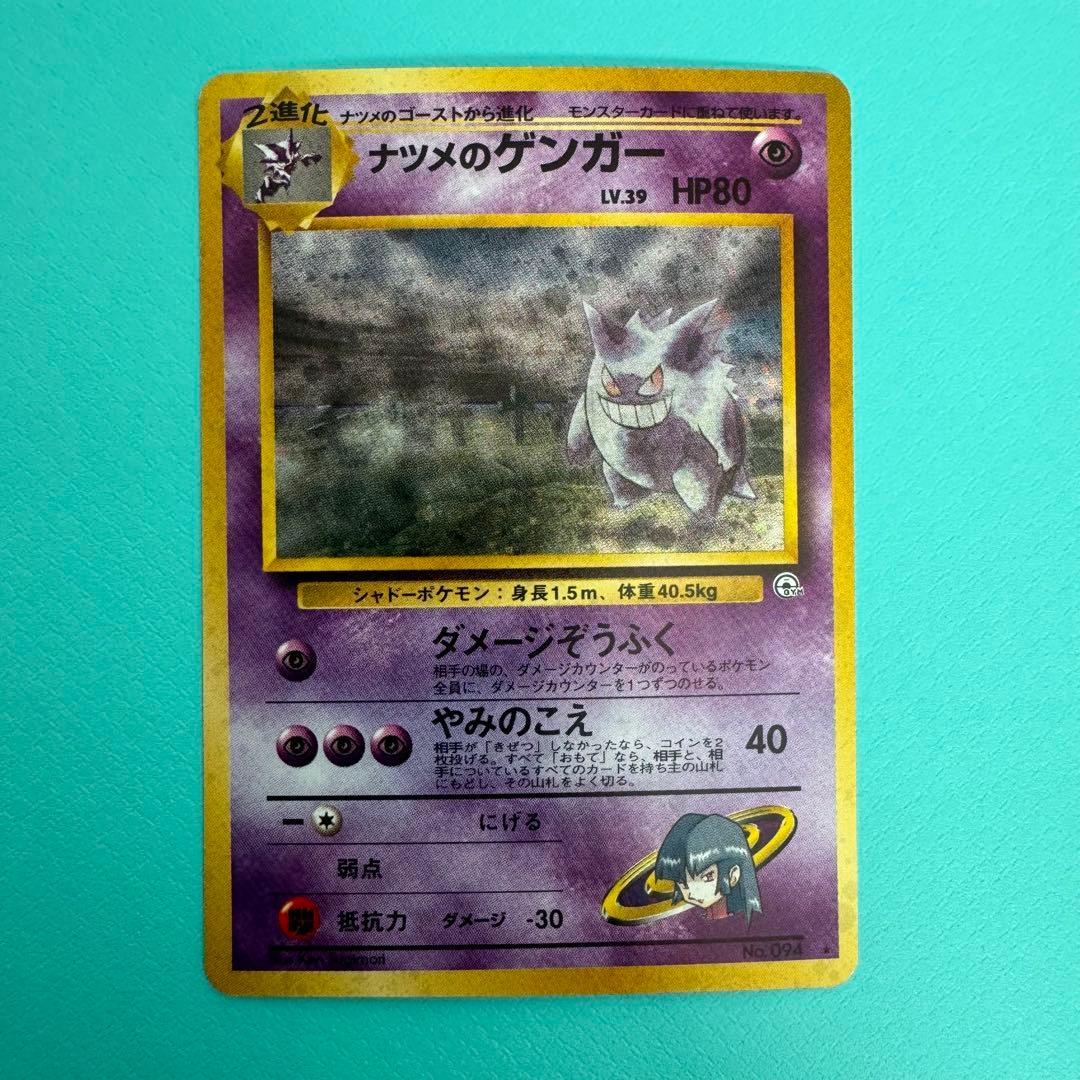 2進化 ナツメのゴーストから進化 モンスターカードに重ねて使います。
ナツメのゲンガー
LV.39 HP80
シャドーポケモン：身長1.5m、体重40.5kg
GYM
ダメージぞうふく
相手の場の、ダメージカウンターがのっているポケモン
全員に、ダメージカウンターを1つずつのせる。
やみのこえ
40
相手が「きぜつ」しなかったなら、コインを2
枚投げる。すべて「おもて」なら、相手と、相
手についているすべてのカードを持ち主の山札
にもどし、その山札をよく切る。
にげる
弱点
抵抗力 ダメージ -30
Ken Sugimori
No. 094 ★